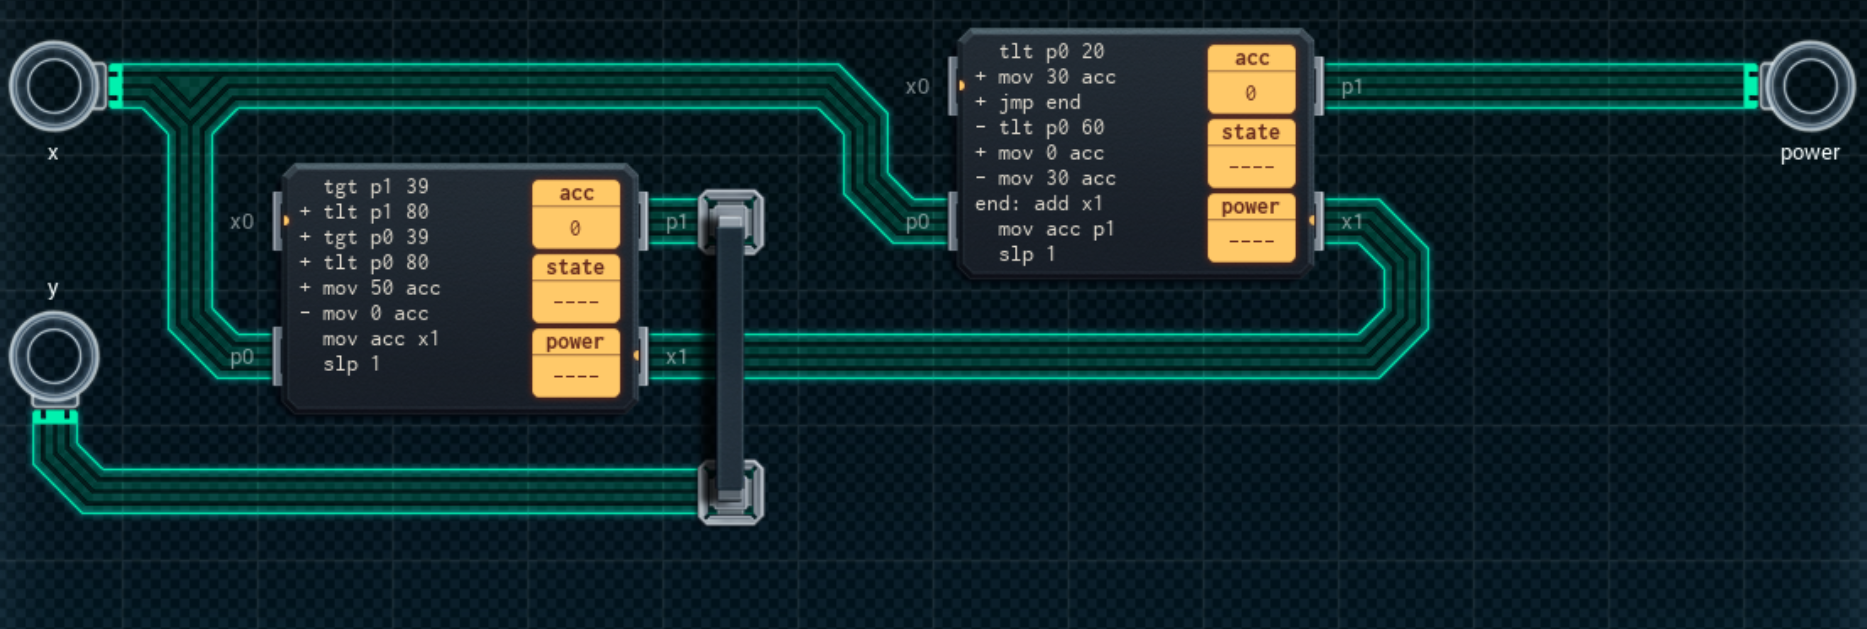 x
y
x0
p0
tgt p1 39
+ tlt p1 80
+ tgt p0 39
+ tlt p0 80
+ mov 50 acc
- mov 0 acc
mov acc x1
slp 1
acc
0
state
----
power
----
p1
x1
x0
p0
tlt p0 20
+ mov 30 acc
+ jmp end
- tlt p0 60
+ mov 0 acc
- mov 30 acc
end: add x1
mov acc p1
slp 1
acc
0
state
----
power
----
p1
x1
power